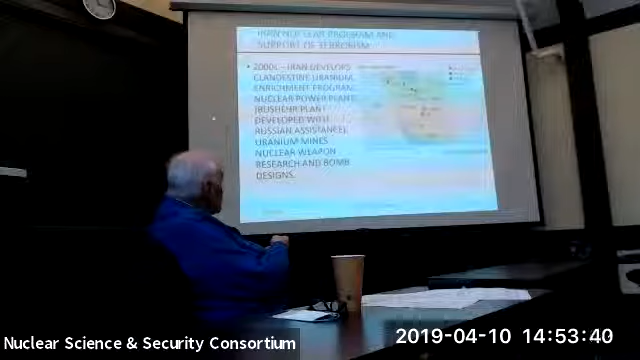 IRAN NUCLEAR PROGRAM AND
SUPPORT OF TERRORISM
• 2000s – IRAN DEVELOPS
CLANDESTINE URANIUM
ENRICHMENT PROGRAM,
NUCLEAR POWER PLANT
(BUSHEHR PLANT
DEVELOPED WITH
RUSSIAN ASSISTANCE),
URANIUM MINES
NUCLEAR WEAPON
RESEARCH AND BOMB
DESIGNS.
Nuclear Science & Security Consortium
2019-04-10 14:53:40